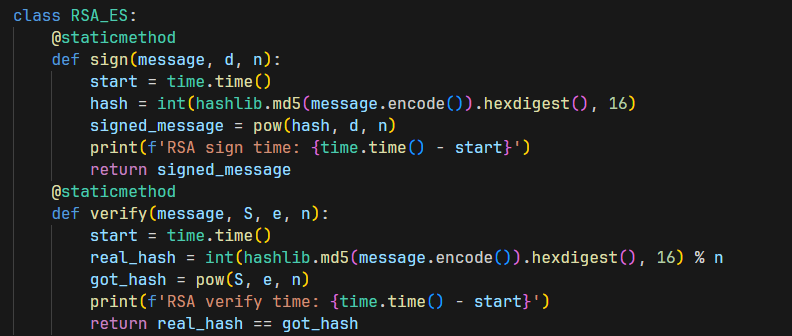 class RSA_ES:
    @staticmethod
    def sign(message, d, n):
        start = time.time()
        hash = int(hashlib.md5(message.encode()).hexdigest(), 16)
        signed_message = pow(hash, d, n)
        print(f'RSA sign time: {time.time() - start}')
        return signed_message
    @staticmethod
    def verify(message, S, e, n):
        start = time.time()
        real_hash = int(hashlib.md5(message.encode()).hexdigest(), 16) % n
        got_hash = pow(S, e, n)
        print(f'RSA verify time: {time.time() - start}')
        return real_hash == got_hash